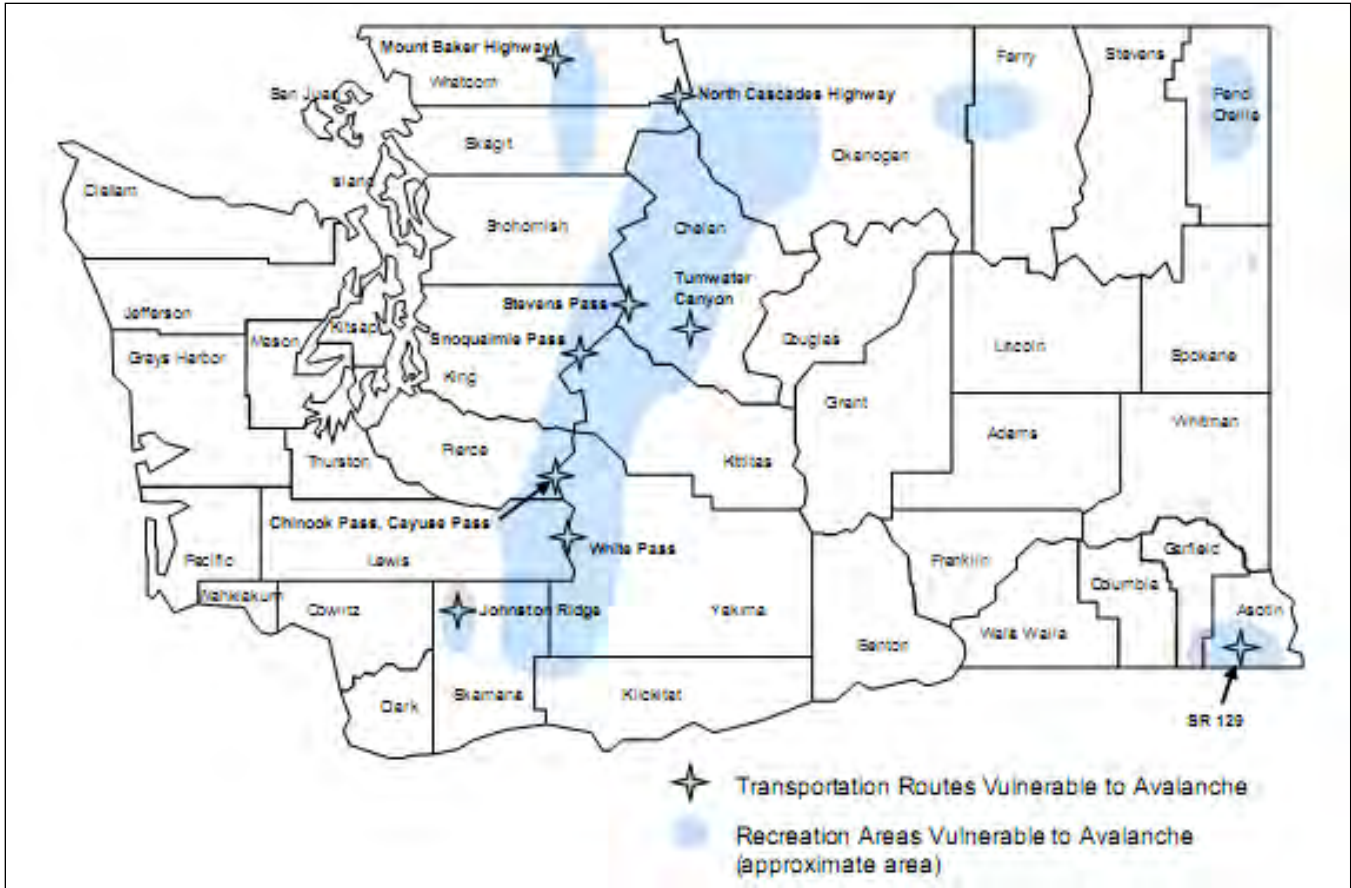 Mount Baker Highway
Whatcom
Ferry
Stevens
San Juan
North Cascades Highway
Pend
Oreille
Skagit
Okanogan
Island
Clallam
Snohomish
Chelan
Tumwater
Canyon
Stevens Pass
Jefferson
Kitsap
Mason
Snoqualmie Pass
Douglas
Lincoln
Grays Harbor
Spokane
King
Grant
Whitman
Adams
Pierce
Thurston
Kittitas
Chinook Pass, Cayuse Pass
White Pass
Pacific
Lewis
Franklin
Garfield
Columbia
Wahkiakum
Cowlitz
Johnston Ridge
Yakima
Asotin
Benton
Walla Walla
Skamania
Klickitat
Clark
SR 129
Transportation Routes Vulnerable to Avalanche
Recreation Areas Vulnerable to Avalanche
(approximate area)